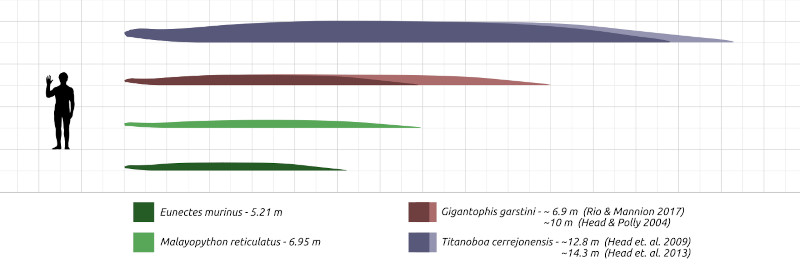 Eunectes murinus - 5.21 m
Malayopython reticulatus - 6.95 m
Gigantophis garstini - ~ 6.9 m (Rio & Mannion 2017)
~10 m (Head & Polly 2004)
Titanoboa cerrejonensis - ~12.8 m (Head et. al. 2009)
~14.3 m (Head et. al. 2013)